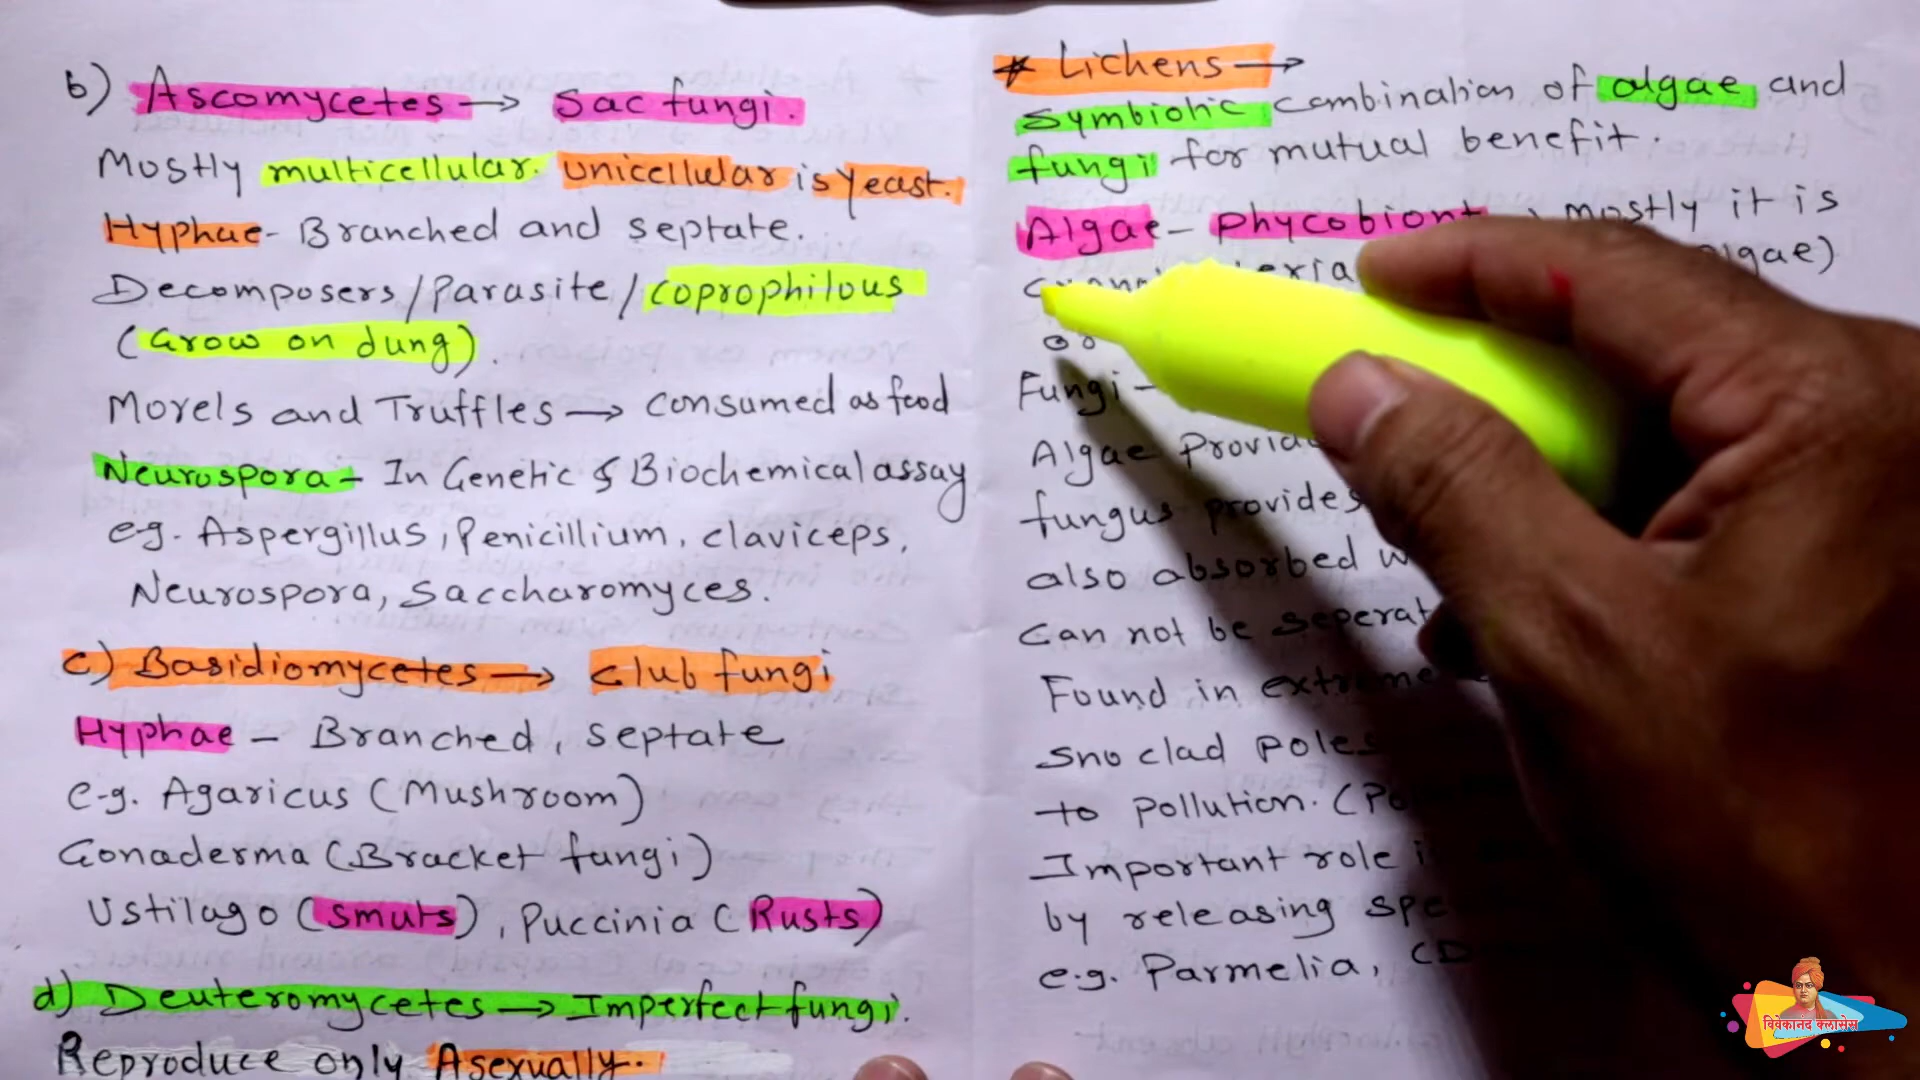 b) Ascomycetes → Sac fungi.
Mostly multicellular. Unicellular is yeast.
Hyphae - Branched and septate.
Decomposers/Parasite/coprophilous
(Grow on dung).
Morels and Truffles → consumed as food
Neurospora - In Genetic & Biochemical assay
e.g. Aspergillus, Penicillium, claviceps,
Neurospora, Saccharomyces.
c) Basidiomycetes → Club fungi
Hyphae - Branched, septate
e-g. Agaricus (Mushroom)
Gonaderma (Bracket fungi)
Ustilago (smuts), Puccinia (Rusts)
d) Deuteromycetes → Imperfect fungi.
Reproduce only Asexually.
* Lichens →
Symbiotic combination of algae and
fungi for mutual benefit.
Algae - Phycobiont, mostly it is
algae)
or
Fungi -
Algae
fungus provides
also absorbed
can not be
Found in extreme
sno clad poles
to pollution.
Important role
by releasing
e.g. Parmelia,
विवेकानंद क्लासेस